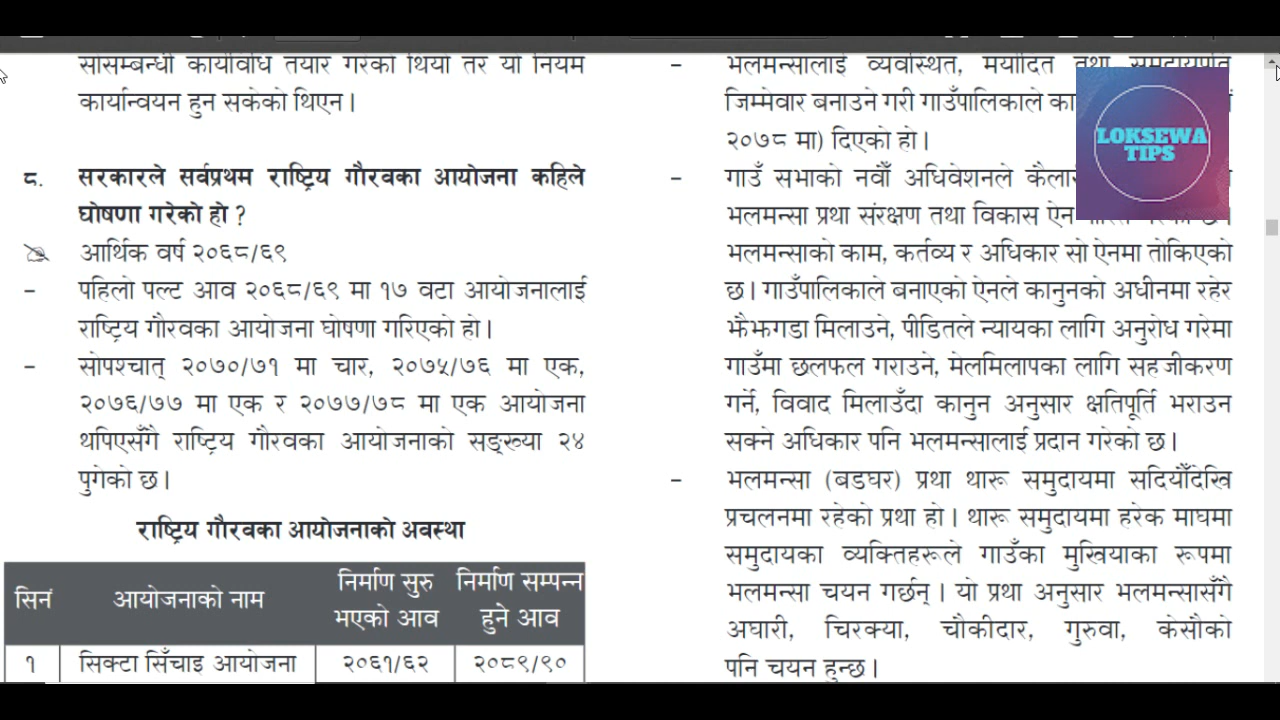 सोसम्बन्धी कार्यविधि तयार गरेको थियो तर यो नियम
कार्यान्वयन हुन सकेको थिएन ।
८. सरकारले सर्वप्रथम राष्ट्रिय गौरवका आयोजना कहिले
घोषणा गरेको हो ?
आर्थिक वर्ष २०६८/६९
- पहिलो पल्ट आव २०६८/६९ मा १७ वटा आयोजनालाई
राष्ट्रिय गौरवका आयोजना घोषणा गरिएको हो ।
- सोपश्चात् २०७०/७१ मा चार, २०७५/७६ मा एक,
२०७६/७७ मा एक र २०७७/७८ मा एक आयोजना
थपिएसँगै राष्ट्रिय गौरवका आयोजनाको सङ्ख्या २४
पुगेको छ ।
राष्ट्रिय गौरवका आयोजनाको अवस्था
सिनं आयोजनाको नाम निर्माण सुरु भएको आव निर्माण सम्पन्न हुने आव
१ सिक्टा सिँचाइ आयोजना २०६१/६२ २०८९/९०
- भलमन्सालाई व्यवस्थित, मर्यादित तथा समुदायप्रति
जिम्मेवार बनाउने गरी गाउँपालिकाले
२०७८ मा) दिएको हो ।
- गाउँ सभाको नवौँ अधिवेशनले
भलमन्सा प्रथा संरक्षण तथा विकास ऐन
भलमन्साको काम, कर्तव्य र अधिकार सो ऐनमा तोकिएको
छ । गाउँपालिकाले बनाएको ऐनले कानुनको अधीनमा रहेर
झैझगडा मिलाउने, पीडितले न्यायका लागि अनुरोध गरेमा
गाउँमा छलफल गराउने, मेलमिलापका लागि सहजीकरण
गर्ने, विवाद मिलाउँदा कानुन अनुसार क्षतिपूर्ति भराउन
सक्ने अधिकार पनि भलमन्सालाई प्रदान गरेको छ ।
- भलमन्सा (बडघर) प्रथा थारू समुदायमा सदियौँदेखि
प्रचलनमा रहेको प्रथा हो । थारू समुदायमा हरेक माघमा
समुदायका व्यक्तिहरूले गाउँका मुखियाका रूपमा
भलमन्सा चयन गर्छन् । यो प्रथा अनुसार भलमन्सासँगै
अघारी, चिरक्या, चौकीदार, गुरुवा, केसौको
पनि चयन हुन्छ ।
LOKSEWA
TIPS